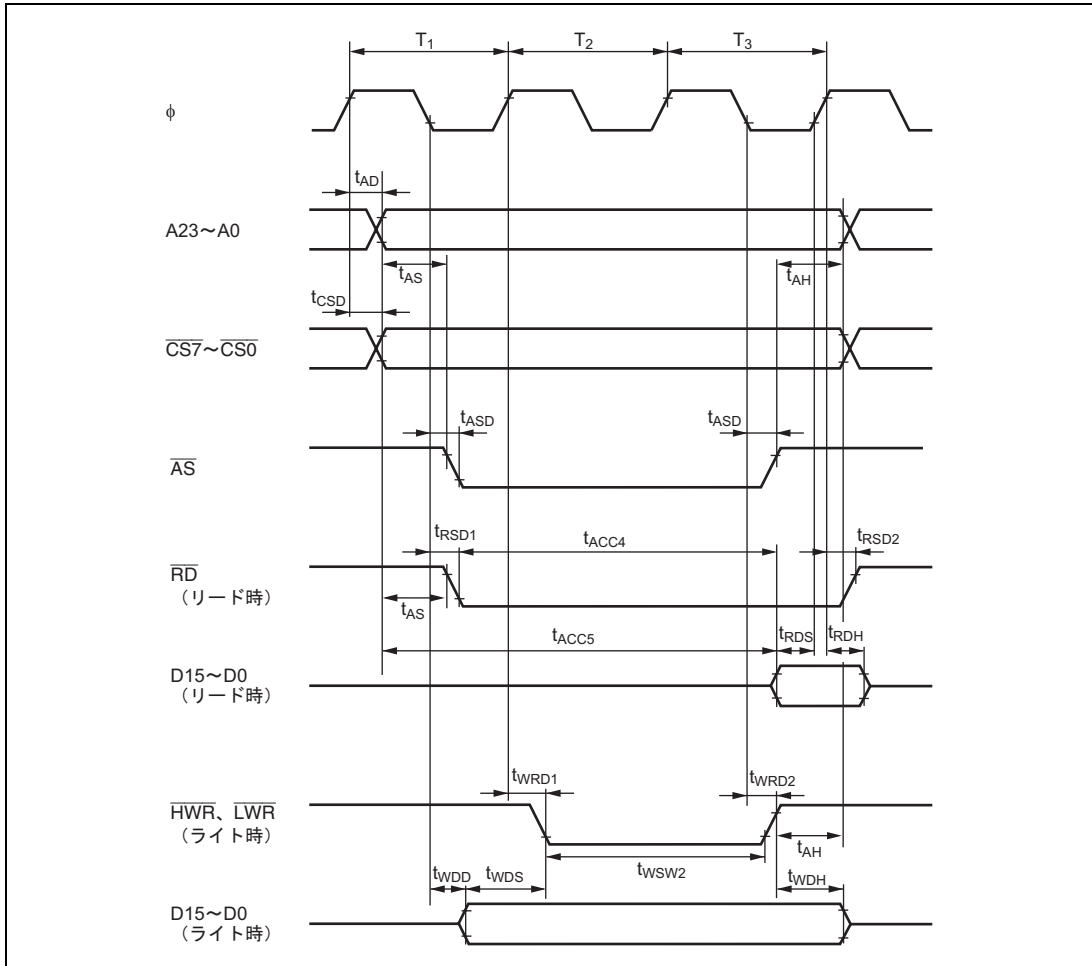 T1 T2 T3
φ
tAD
A23〜A0
tAS tAH
tCSD
CS7〜CS0
tASD tASD
AS
tRSD1 tACC4 tRSD2
RD
（リード時）
tAS
tACC5 tRDS tRDH
D15〜D0
（リード時）
tWRD1 tWRD2
HWR、LWR
（ライト時）
tAH
tWSW2
tWDD tWDS tWDH
D15〜D0
（ライト時）